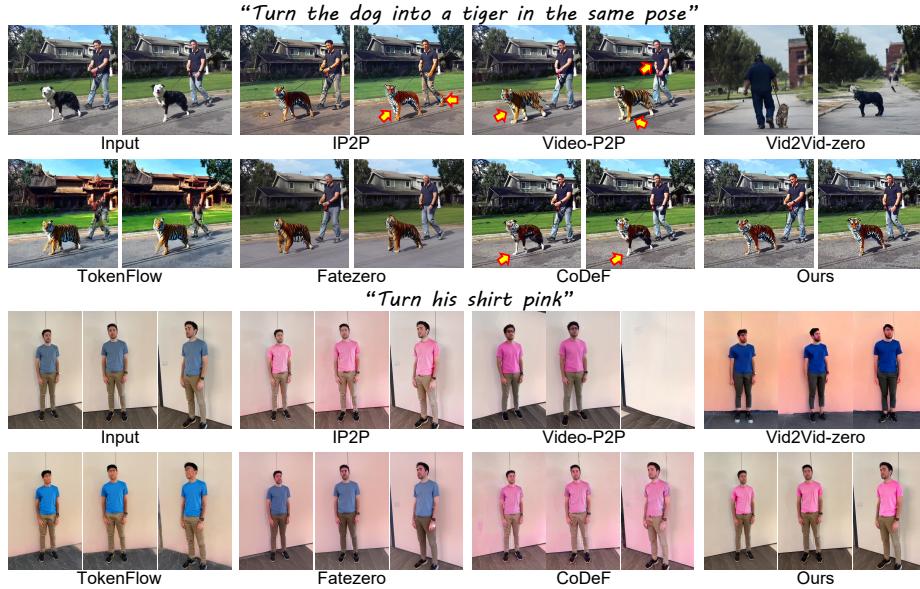 “Turn the dog into a tiger in the same pose”
Input IP2P Video-P2P Vid2Vid-zero
TokenFlow Fatezero CoDeF Ours
“Turn his shirt pink”
Input IP2P Video-P2P Vid2Vid-zero
TokenFlow Fatezero CoDeF Ours